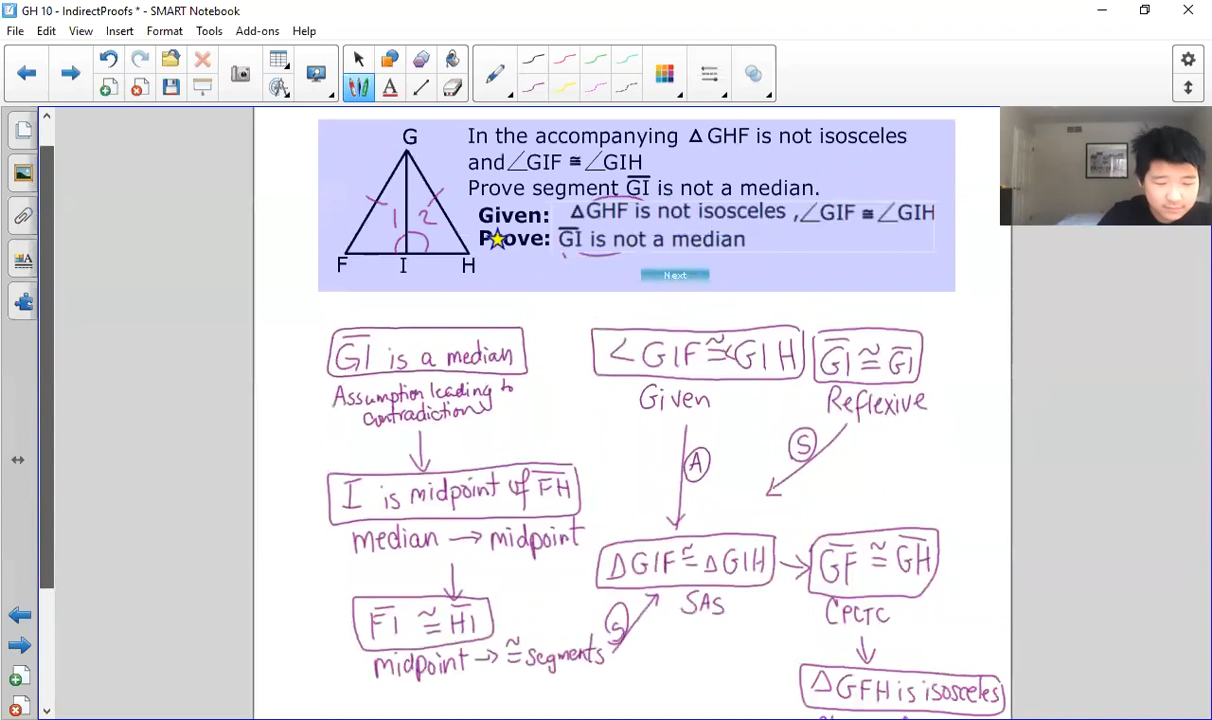 GH 10 - IndirectProofs * - SMART Notebook
File Edit View Insert Format Tools Add-ons Help
A
G
F
I
H
1 2
In the accompanying △ GHF is not isosceles
and ∠GIF ≅ ∠GIH
Prove segment GI is not a median.
Given: △GHF is not isosceles ,∠GIF ≅ ∠GIH
Prove: GI is not a median
Next
GI is a median
Assumption leading to
contradiction
I is midpoint of FH
median → midpoint
FI ≅ HI
midpoint → ≅ segments
∠GIF ≅ ∠GIH
Given
GI ≅ GI
Reflexive
A
S
S
△GIF ≅ △GIH
SAS
GF ≅ GH
CPCTC
△GFH is isosceles